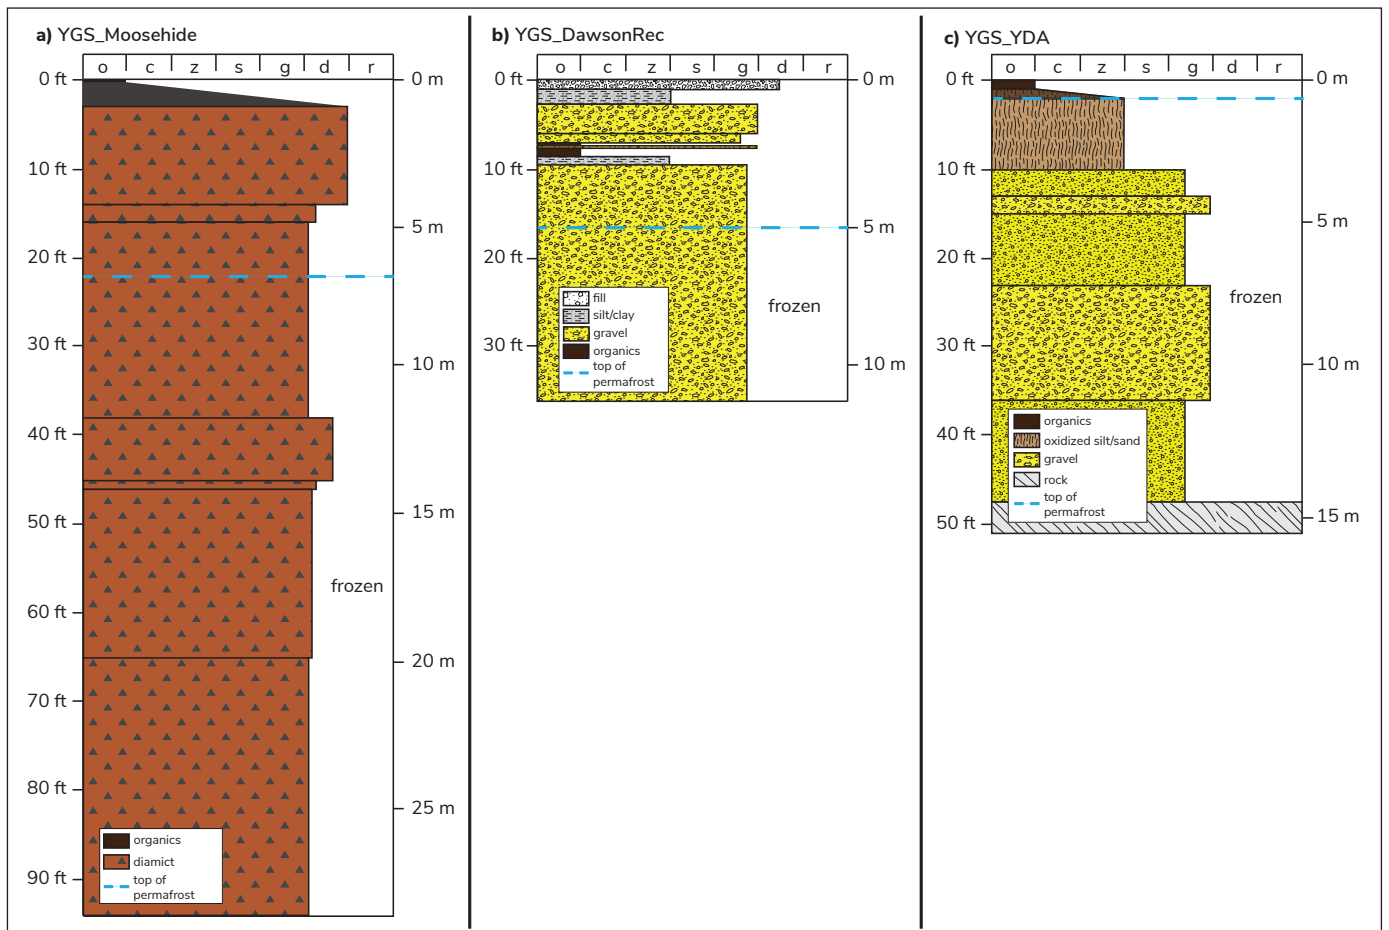 a) YGS_Moosehide
o c z s g d r
0 ft
10 ft
20 ft
30 ft
40 ft
50 ft
60 ft
70 ft
80 ft
90 ft
0 m
5 m
10 m
15 m
20 m
25 m
frozen
organics
diamict
top of
permafrost
b) YGS_DawsonRec
o c z s g d r
0 ft
10 ft
20 ft
30 ft
0 m
5 m
10 m
frozen
fill
silt/clay
gravel
organics
top of
permafrost
c) YGS_YDA
o c z s g d r
0 ft
10 ft
20 ft
30 ft
40 ft
50 ft
0 m
5 m
10 m
15 m
frozen
organics
oxidized silt/sand
gravel
rock
top of
permafrost